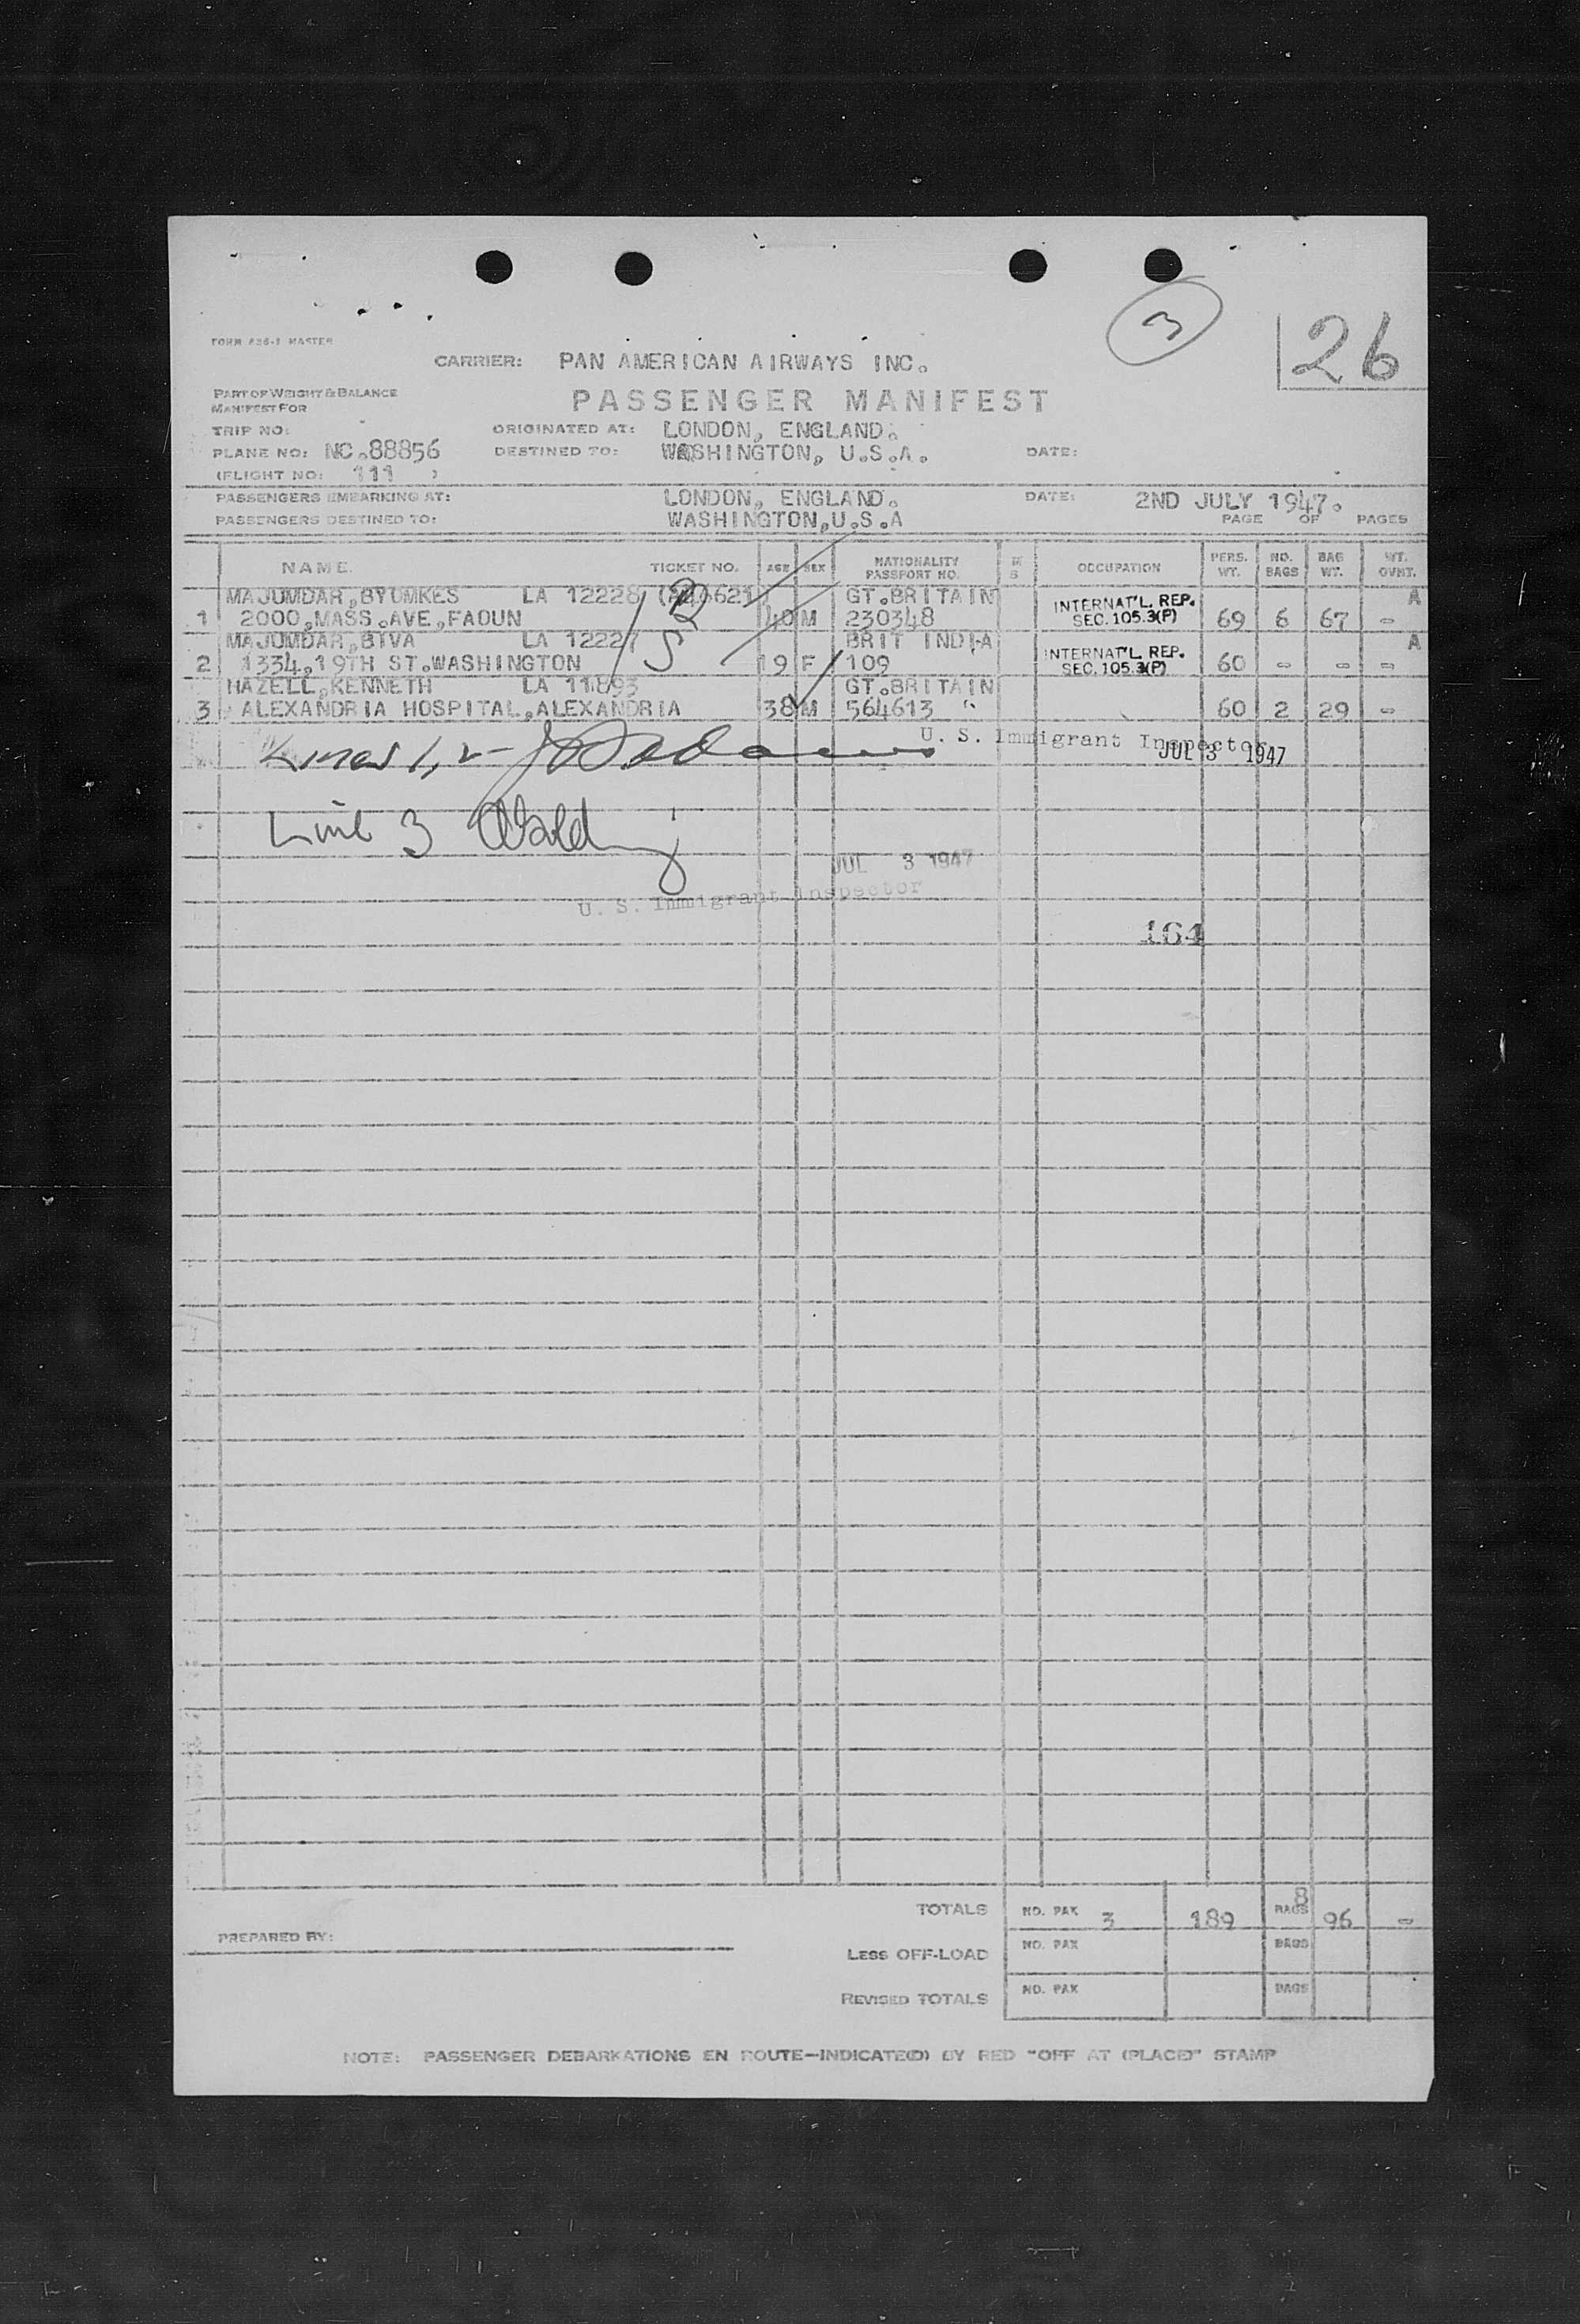 3
26
FORM 436-1 MASTER
CARRIER: PAN AMERICAN AIRWAYS INC.
PART OF WEIGHT & BALANCE
MANIFEST FOR
PASSENGER MANIFEST
TRIP NO: ORIGINATED AT: LONDON, ENGLAND.
PLANE NO: NC.88856 DESTINED TO: WASHINGTON, U.S.A. DATE:
(FLIGHT NO: 111 )
PASSENGERS EMBARKING AT: LONDON, ENGLAND. DATE: 2ND JULY 1947.
PASSENGERS DESTINED TO: WASHINGTON,U.S.A PAGE OF PAGES
NAME TICKET NO. AGE SEX NATIONALITY PASSPORT NO. M S OCCUPATION PERS. WT. NO. BAGS BAG WT. WT. OVMT.
MAJUMDAR,BYOMKES LA 12228 GT.BRITAIN INTERNAT'L. REP. A
1 2000,MASS.AVE,FAOUN 40 M 230348 SEC. 105.3(P) 69 6 67 -
MAJUMDAR,BIVA LA 12227 S BRIT INDIA INTERNAT'L. REP. A
2 1334,19TH ST.WASHINGTON 19 F 109 SEC. 105.3(P) 60 - - -
HAZELL,KENNETH LA 11893 GT.BRITAIN
3 ALEXANDRIA HOSPITAL,ALEXANDRIA 38 M 564613 60 2 29 -
Lines 1, 2 - U. S. Immigrant Inspector
JUL 3 1947
Line 3
JUL 3 1947
U. S. Immigrant Inspector
164
TOTALS NO. PAX 3 189 BAGS 8 96 -
PREPARED BY:
LESS OFF-LOAD NO. PAX BAGS
REVISED TOTALS NO. PAX BAGS
NOTE: PASSENGER DEBARKATIONS EN ROUTE-INDICATE(D) BY RED "OFF AT (PLACE)" STAMP